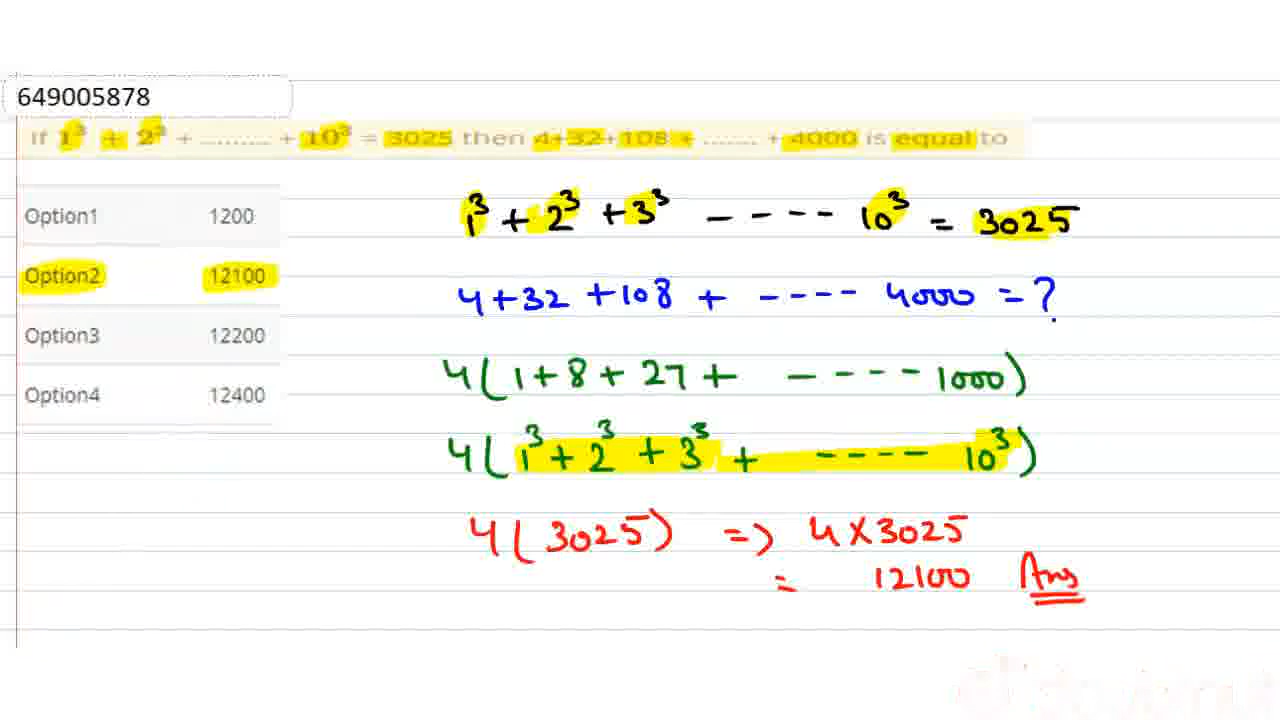 649005878
If 1³ + 2³ + .......... + 10³ = 3025 then 4+32+108 + ........ + 4000 is equal to
Option1 1200
Option2 12100
Option3 12200
Option4 12400
1³ + 2³ + 3³ ---- 10³ = 3025
4+32 +108 + ---- 4000 = ?
4(1+8+27+ ---- 1000)
4(1³ + 2³ + 3³ + ---- 10³)
4(3025) => 4×3025
= 12100 Ans